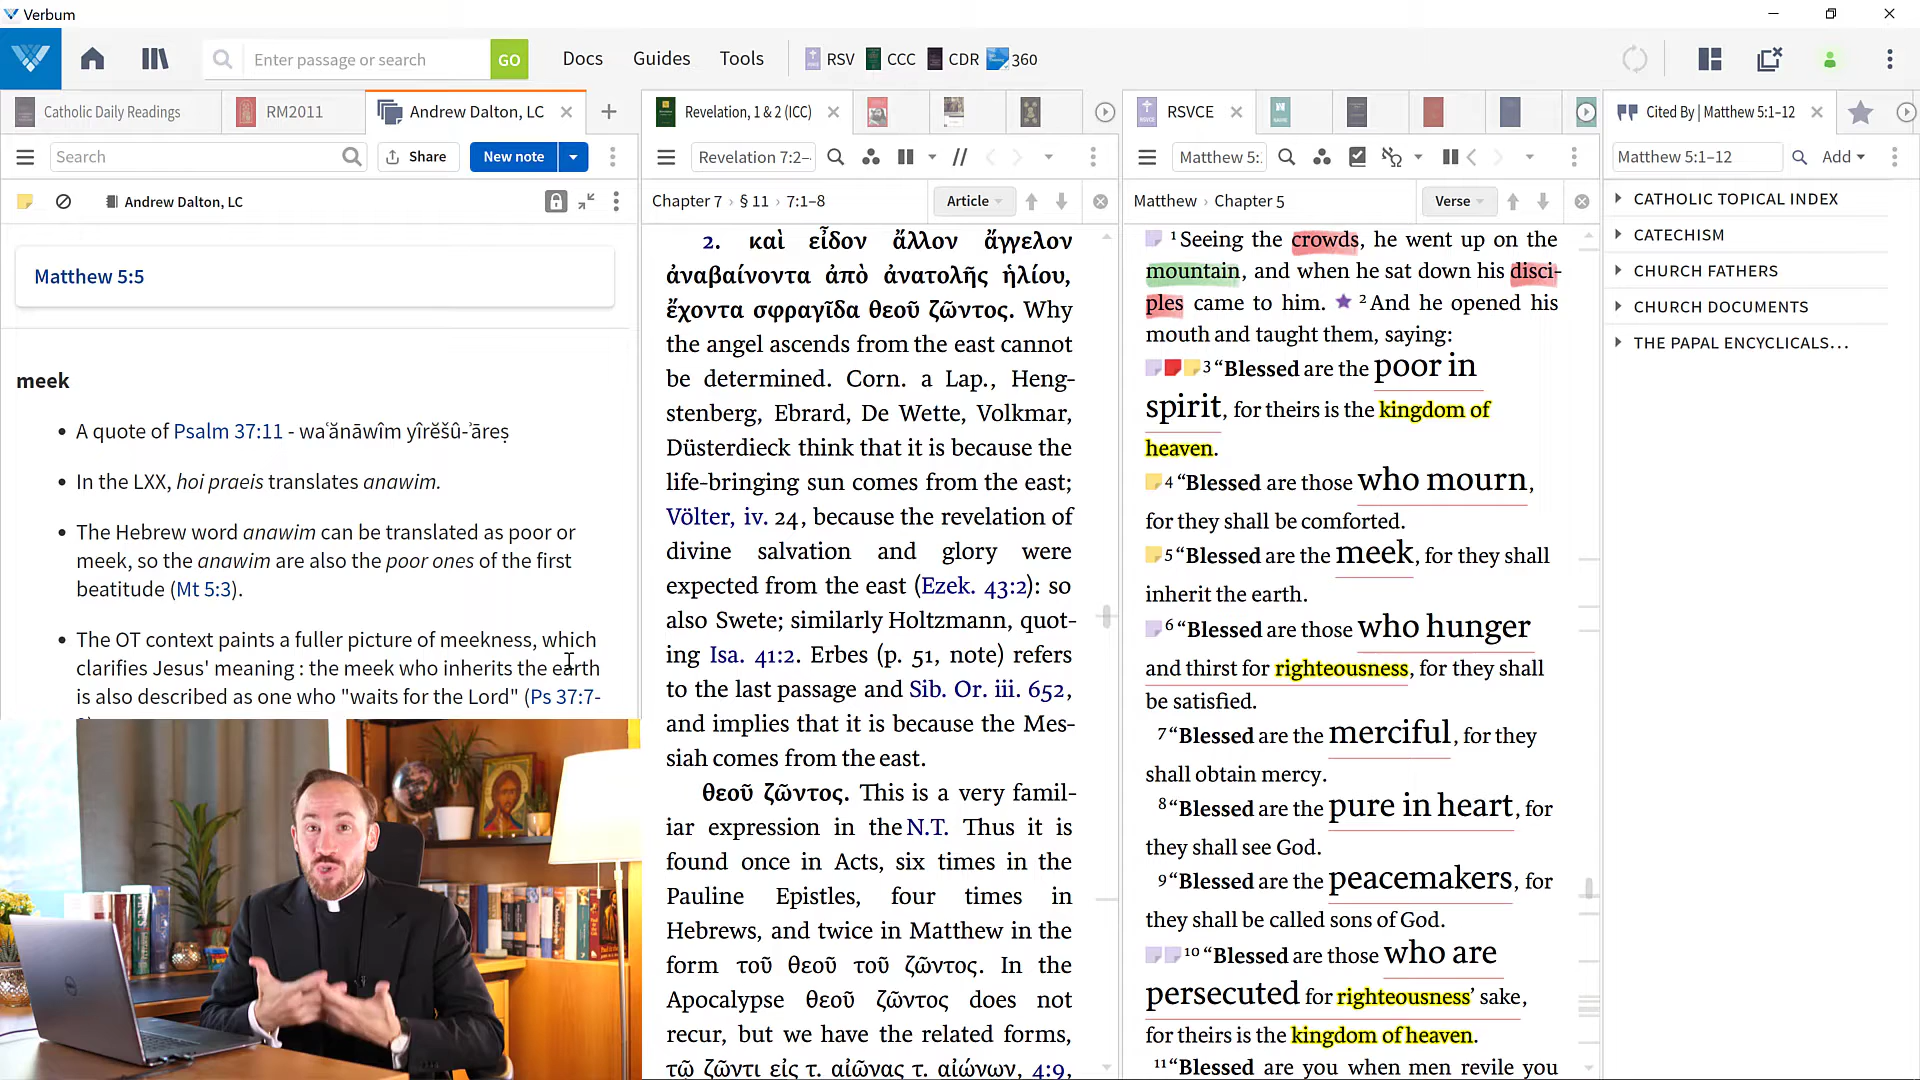 Verbum
Enter passage or search
GO
Docs
Guides
Tools
RSV
CCC
CDR
360
Catholic Daily Readings
RM2011
Andrew Dalton, LC
Search
Share
New note
Andrew Dalton, LC
Matthew 5:5
meek
• A quote of Psalm 37:11 - waʿănāwîm yîrĕšû-ʾāreṣ
• In the LXX, hoi praeis translates anawim.
• The Hebrew word anawim can be translated as poor or
meek, so the anawim are also the poor ones of the first
beatitude (Mt 5:3).
• The OT context paints a fuller picture of meekness, which
clarifies Jesus' meaning : the meek who inherits the earth
is also described as one who "waits for the Lord" (Ps 37:7-
Revelation, 1 & 2 (ICC)
Revelation 7:2–
Chapter 7 › § 11 › 7:1–8
Article
2. καὶ εἶδον ἄλλον ἄγγελον
ἀναβαίνοντα ἀπὸ ἀνατολῆς ἡλίου,
ἔχοντα σφραγῖδα θεοῦ ζῶντος. Why
the angel ascends from the east cannot
be determined. Corn. a Lap., Heng-
stenberg, Ebrard, De Wette, Volkmar,
Düsterdieck think that it is because the
life-bringing sun comes from the east;
Völter, iv. 24, because the revelation of
divine salvation and glory were
expected from the east (Ezek. 43:2): so
also Swete; similarly Holtzmann, quot-
ing Isa. 41:2. Erbes (p. 51, note) refers
to the last passage and Sib. Or. iii. 652,
and implies that it is because the Mes-
siah comes from the east.
θεοῦ ζῶντος. This is a very famil-
iar expression in the N.T. Thus it is
found once in Acts, six times in the
Pauline Epistles, four times in
Hebrews, and twice in Matthew in the
form τοῦ θεοῦ τοῦ ζῶντος. In the
Apocalypse θεοῦ ζῶντος does not
recur, but we have the related forms,
τῷ ζῶντι εἰς τ. αἰῶνας τ. αἰώνων, 4:9,
RSVCE
Matthew 5:
Matthew › Chapter 5
Verse
1 Seeing the crowds, he went up on the
mountain, and when he sat down his disci-
ples came to him. ★ 2 And he opened his
mouth and taught them, saying:
3 “Blessed are the poor in
spirit, for theirs is the kingdom of
heaven.
4 “Blessed are those who mourn,
for they shall be comforted.
5 “Blessed are the meek, for they shall
inherit the earth.
6 “Blessed are those who hunger
and thirst for righteousness, for they shall
be satisfied.
7 “Blessed are the merciful, for they
shall obtain mercy.
8 “Blessed are the pure in heart, for
they shall see God.
9 “Blessed are the peacemakers, for
they shall be called sons of God.
10 “Blessed are those who are
persecuted for righteousness’ sake,
for theirs is the kingdom of heaven.
11 “Blessed are you when men revile you
Cited By | Matthew 5:1–12
Matthew 5:1–12
Add
CATHOLIC TOPICAL INDEX
CATECHISM
CHURCH FATHERS
CHURCH DOCUMENTS
THE PAPAL ENCYCLICALS…